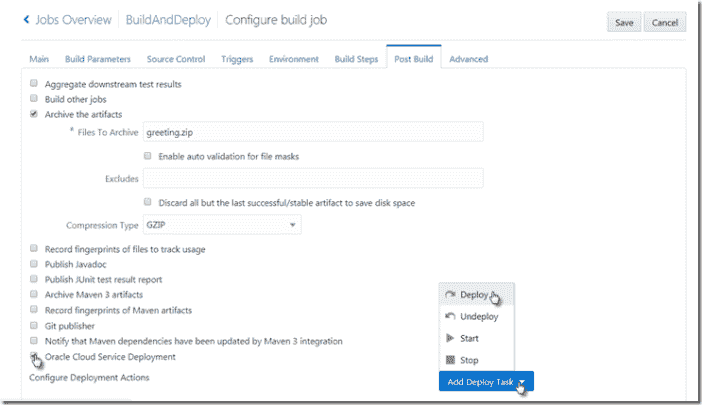 Jobs Overview BuildAndDeploy Configure build job Save Cancel
Main Build Parameters Source Control Triggers Environment Build Steps Post Build Advanced
Aggregate downstream test results
Build other jobs
Archive the artifacts
* Files To Archive greeting.zip
Enable auto validation for file masks
Excludes
Discard all but the last successful/stable artifact to save disk space
Compression Type GZIP
Record fingerprints of files to track usage
Publish Javadoc
Publish JUnit test result report
Archive Maven 3 artifacts
Record fingerprints of Maven artifacts
Git publisher
Notify that Maven dependencies have been updated by Maven 3 integration
Oracle Cloud Service Deployment
Configure Deployment Actions
Deploy
Undeploy
Start
Stop
Add Deploy Task